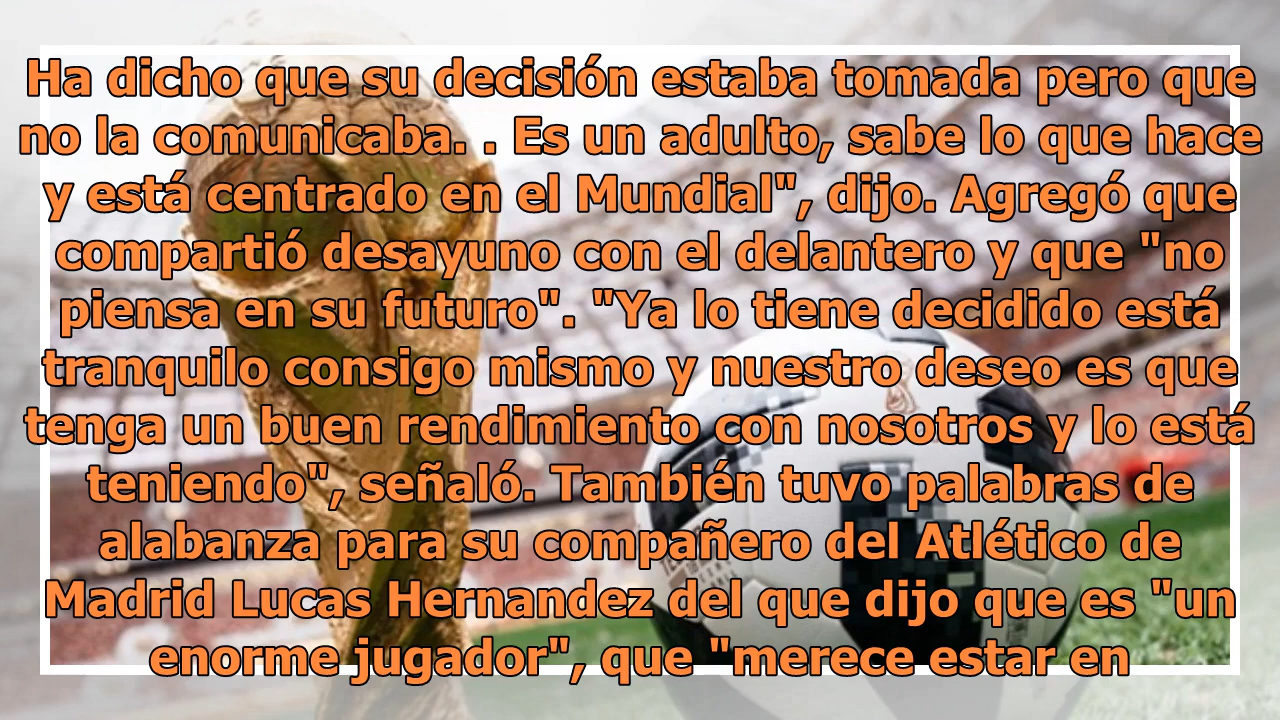 Ha dicho que su decisión estaba tomada pero que
no la comunicaba. . Es un adulto, sabe lo que hace
y está centrado en el Mundial", dijo. Agregó que
compartió desayuno con el delantero y que "no
piensa en su futuro". "Ya lo tiene decidido está
tranquilo consigo mismo y nuestro deseo es que
tenga un buen rendimiento con nosotros y lo está
teniendo", señaló. También tuvo palabras de
alabanza para su compañero del Atlético de
Madrid Lucas Hernandez del que dijo que es "un
enorme jugador", que "merece estar en